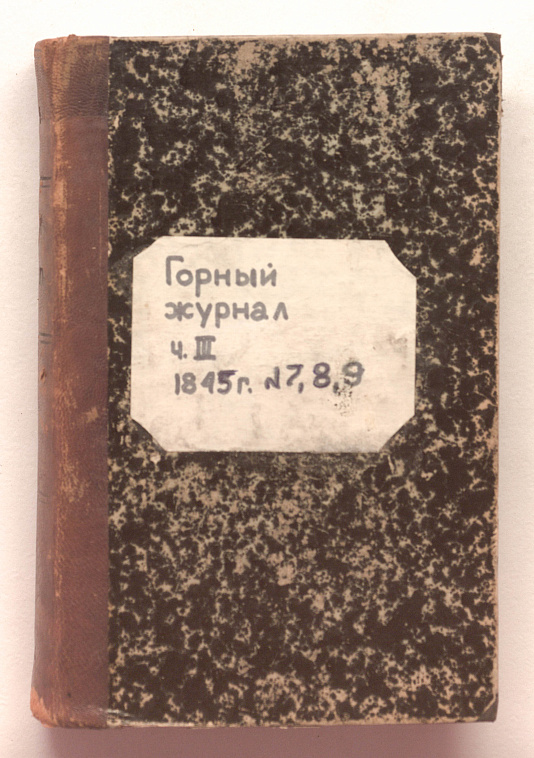 Горный
журнал
ч. III
1845г. №7, 8, 9